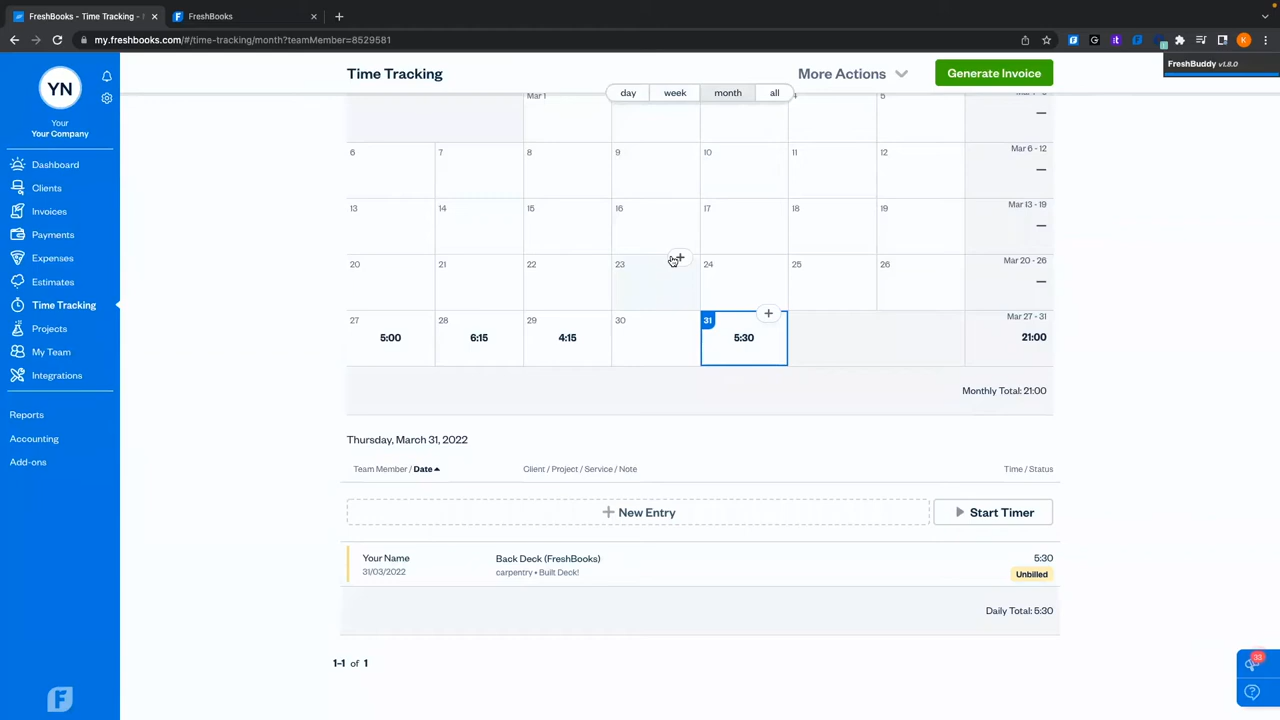 FreshBooks - Time Tracking -
FreshBooks
my.freshbooks.com/#/time-tracking/month?teamMember=8529581
K
FreshBuddy v1.8.0
YN
Your
Your Company
Dashboard
Clients
Invoices
Payments
Expenses
Estimates
Time Tracking
Projects
My Team
Integrations
Reports
Accounting
Add-ons
Time Tracking
More Actions
Generate Invoice
day week month all
Mar 1 4 5
6 7 8 9 10 11 12 Mar 6 - 12
—
13 14 15 16 17 18 19 Mar 13 - 19
—
20 21 22 23 24 25 26 Mar 20 - 26
—
27 28 29 30 31 Mar 27 - 31
5:00 6:15 4:15 5:30 21:00
Monthly Total: 21:00
Thursday, March 31, 2022
Team Member / Date Client / Project / Service / Note Time / Status
+ New Entry
Start Timer
Your Name Back Deck (FreshBooks) 5:30
31/03/2022 carpentry • Built Deck! Unbilled
Daily Total: 5:30
1-1 of 1
33